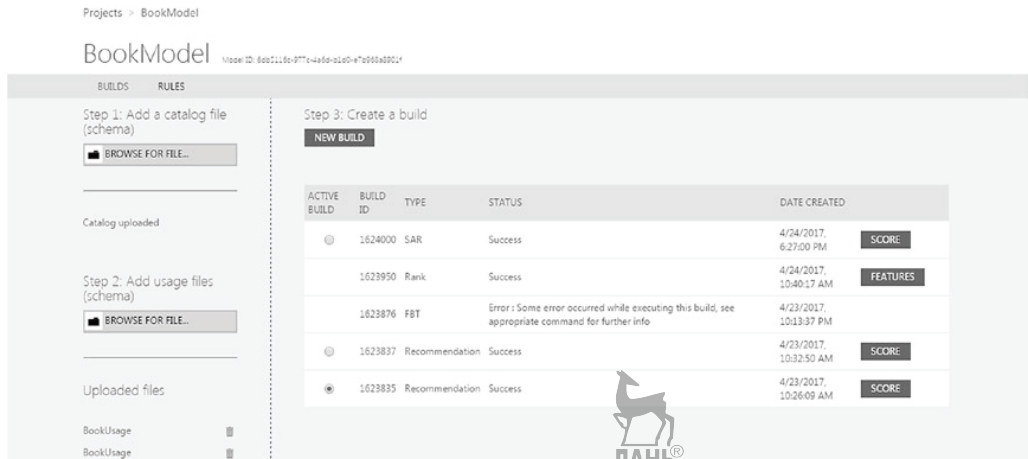 Projects > BookModel
BookModel
BUILDS RULES
Step 1: Add a catalog file
(schema)
BROWSE FOR FILE...
Catalog uploaded
Step 2: Add usage files
(schema)
BROWSE FOR FILE...
Uploaded files
BookUsage
BookUsage
Step 3: Create a build
NEW BUILD
ACTIVE BUILD BUILD ID TYPE STATUS DATE CREATED
1624000 SAR Success 4/24/2017, 6:27:00 PM SCORE
1623950 Rank Success 4/24/2017, 10:40:17 AM FEATURES
1623876 FBT Error : Some error occurred while executing this build, see appropriate command for further info 4/23/2017, 10:13:37 PM
1623837 Recommendation Success 4/23/2017, 10:32:50 AM SCORE
1623835 Recommendation Success 4/23/2017, 10:26:09 AM SCORE
ЛАНЬ®